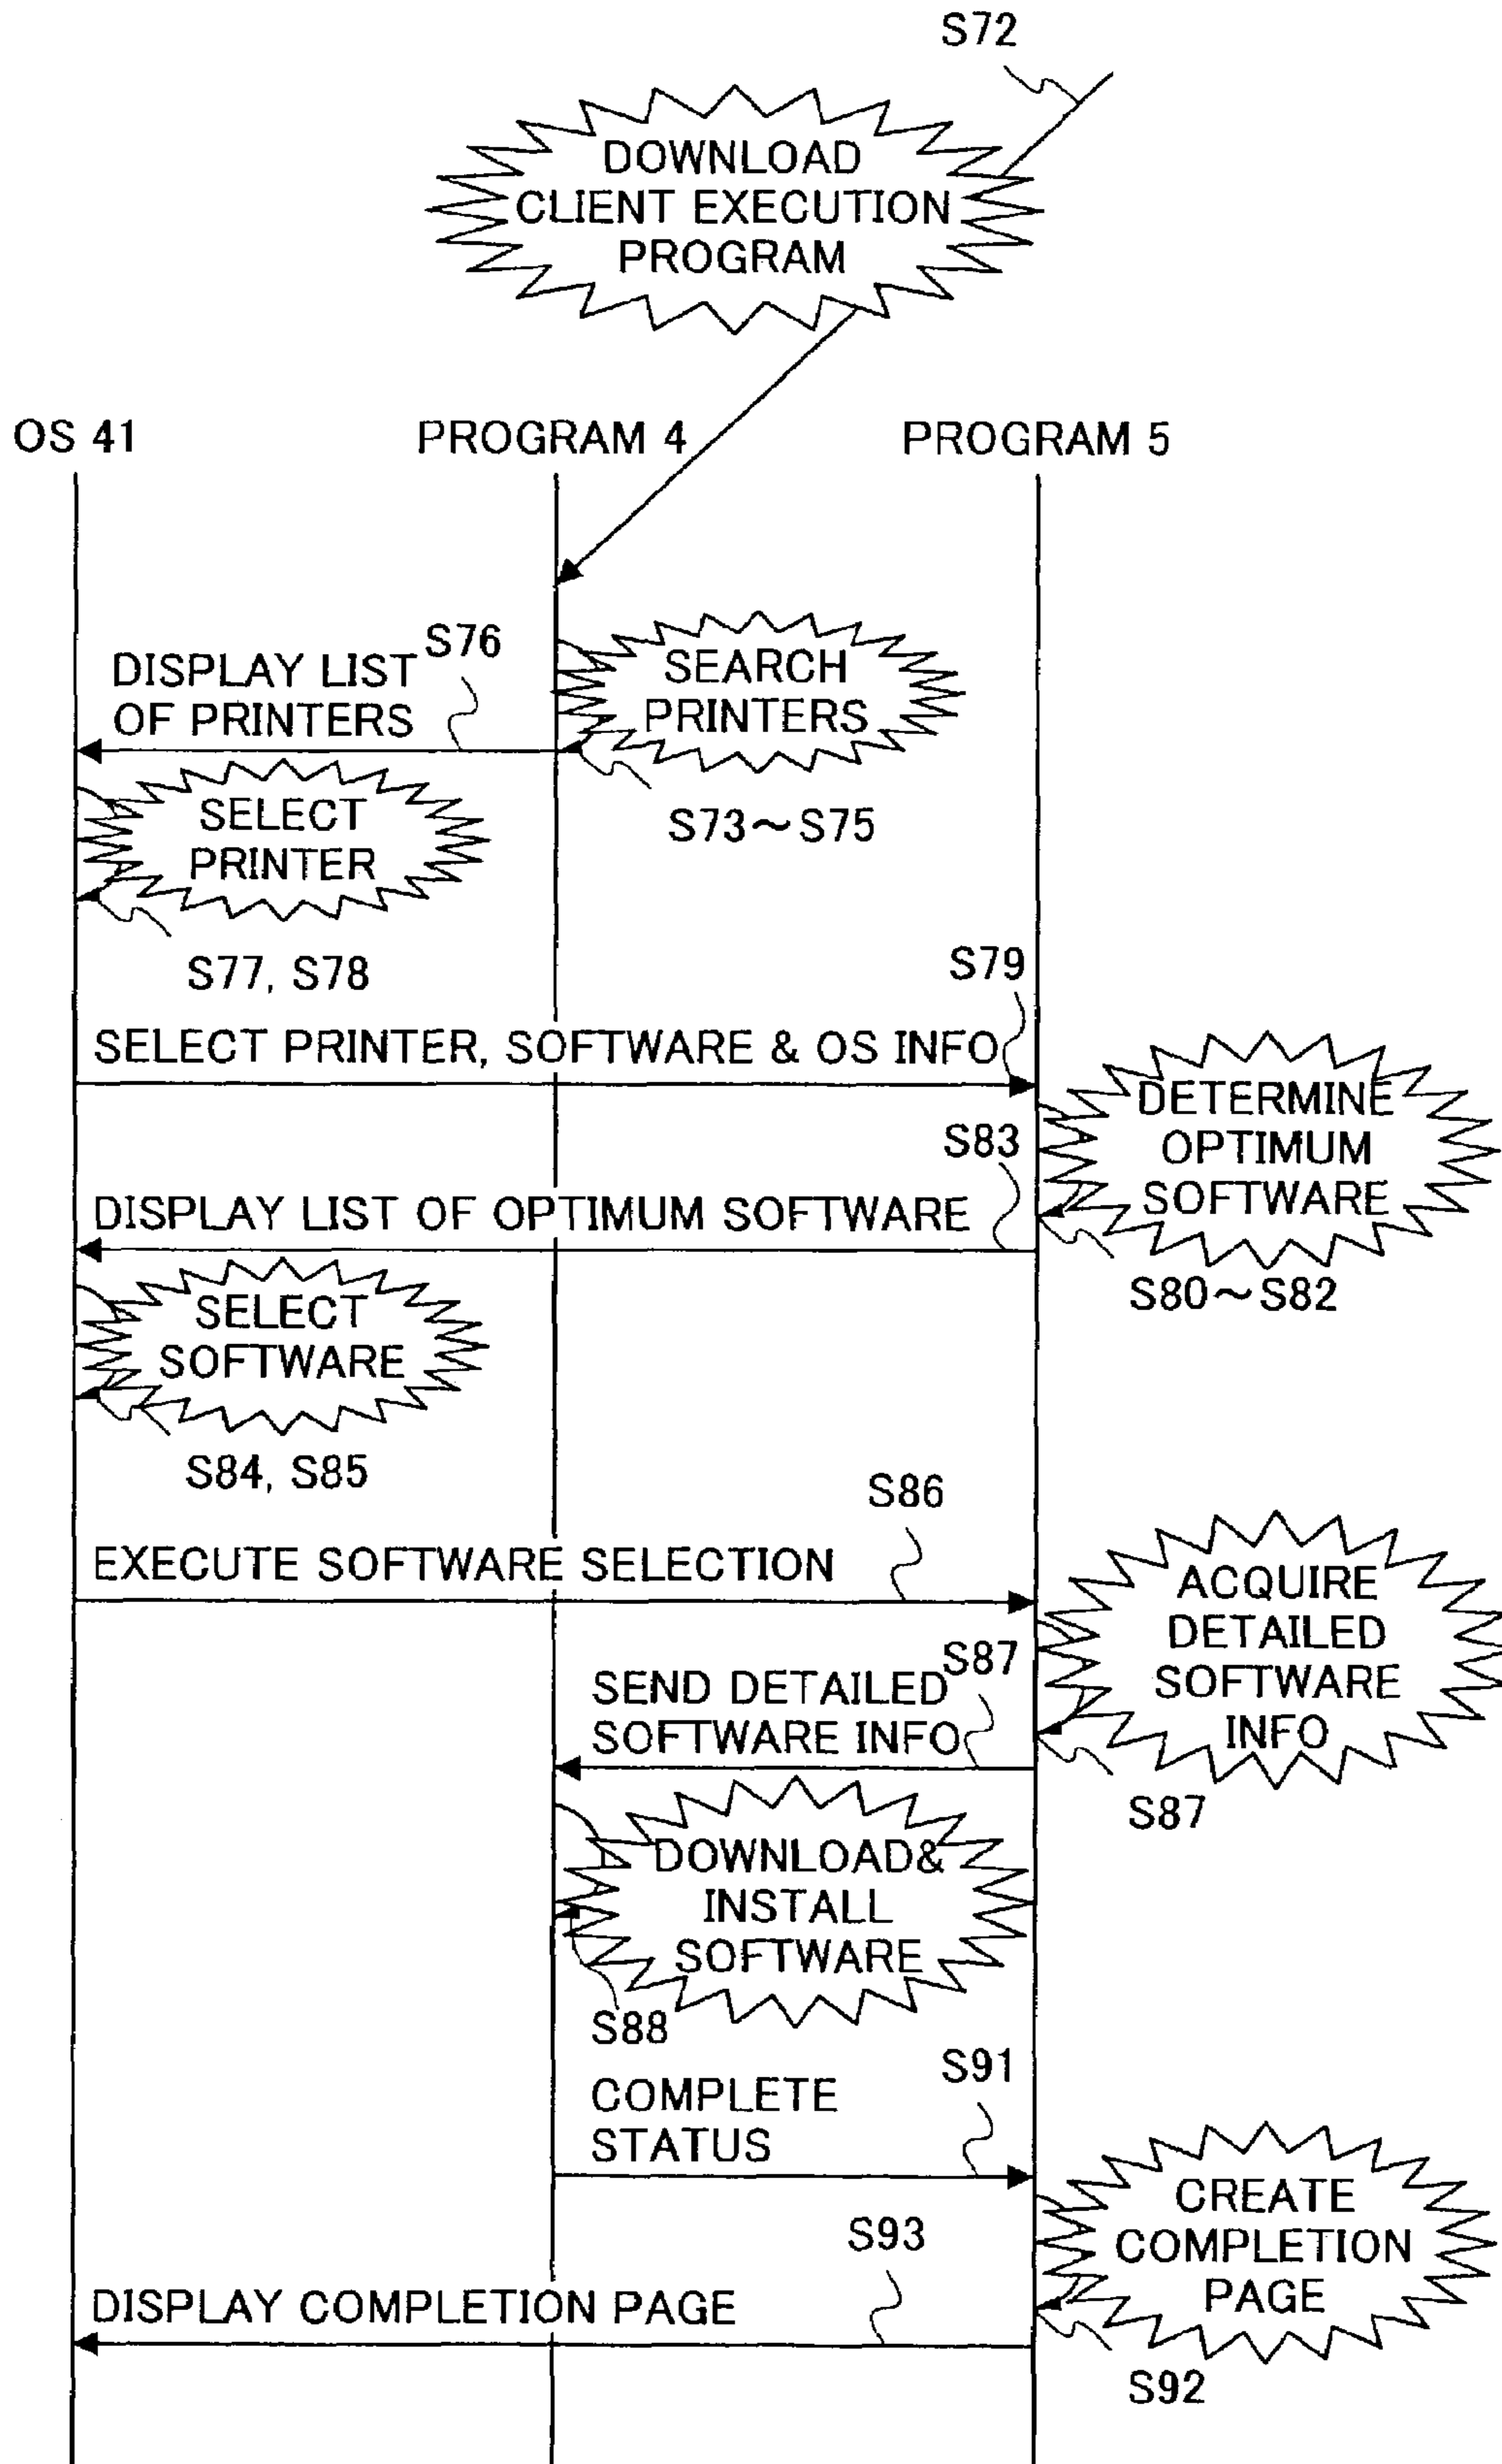 S72
DOWNLOAD
CLIENT EXECUTION
PROGRAM
OS 41
PROGRAM 4
PROGRAM 5
S76
DISPLAY LIST
OF PRINTERS
SEARCH
PRINTERS
S73～S75
SELECT
PRINTER
S77, S78
S79
SELECT PRINTER, SOFTWARE & OS INFO
DETERMINE
OPTIMUM
SOFTWARE
S83
DISPLAY LIST OF OPTIMUM SOFTWARE
S80～S82
SELECT
SOFTWARE
S84, S85
S86
EXECUTE SOFTWARE SELECTION
ACQUIRE
DETAILED
SOFTWARE
INFO
S87
SEND DETAILED
SOFTWARE INFO
S87
DOWNLOAD&
INSTALL
SOFTWARE
S88
S91
COMPLETE
STATUS
CREATE
COMPLETION
PAGE
S93
DISPLAY COMPLETION PAGE
S92